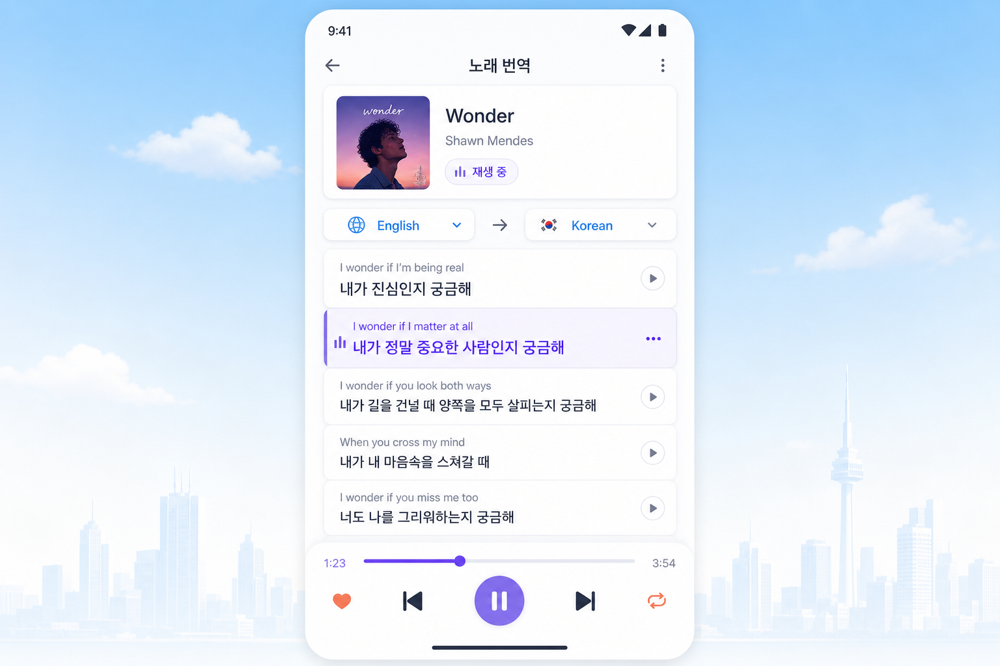 9:41
노래 번역
wonder
Wonder
Shawn Mendes
재생 중
English
Korean
I wonder if I'm being real
내가 진심인지 궁금해
I wonder if I matter at all
내가 정말 중요한 사람인지 궁금해
I wonder if you look both ways
내가 길을 건널 때 양쪽을 모두 살피는지 궁금해
When you cross my mind
내가 내 마음속을 스쳐갈 때
I wonder if you miss me too
너도 나를 그리워하는지 궁금해
1:23
3:54